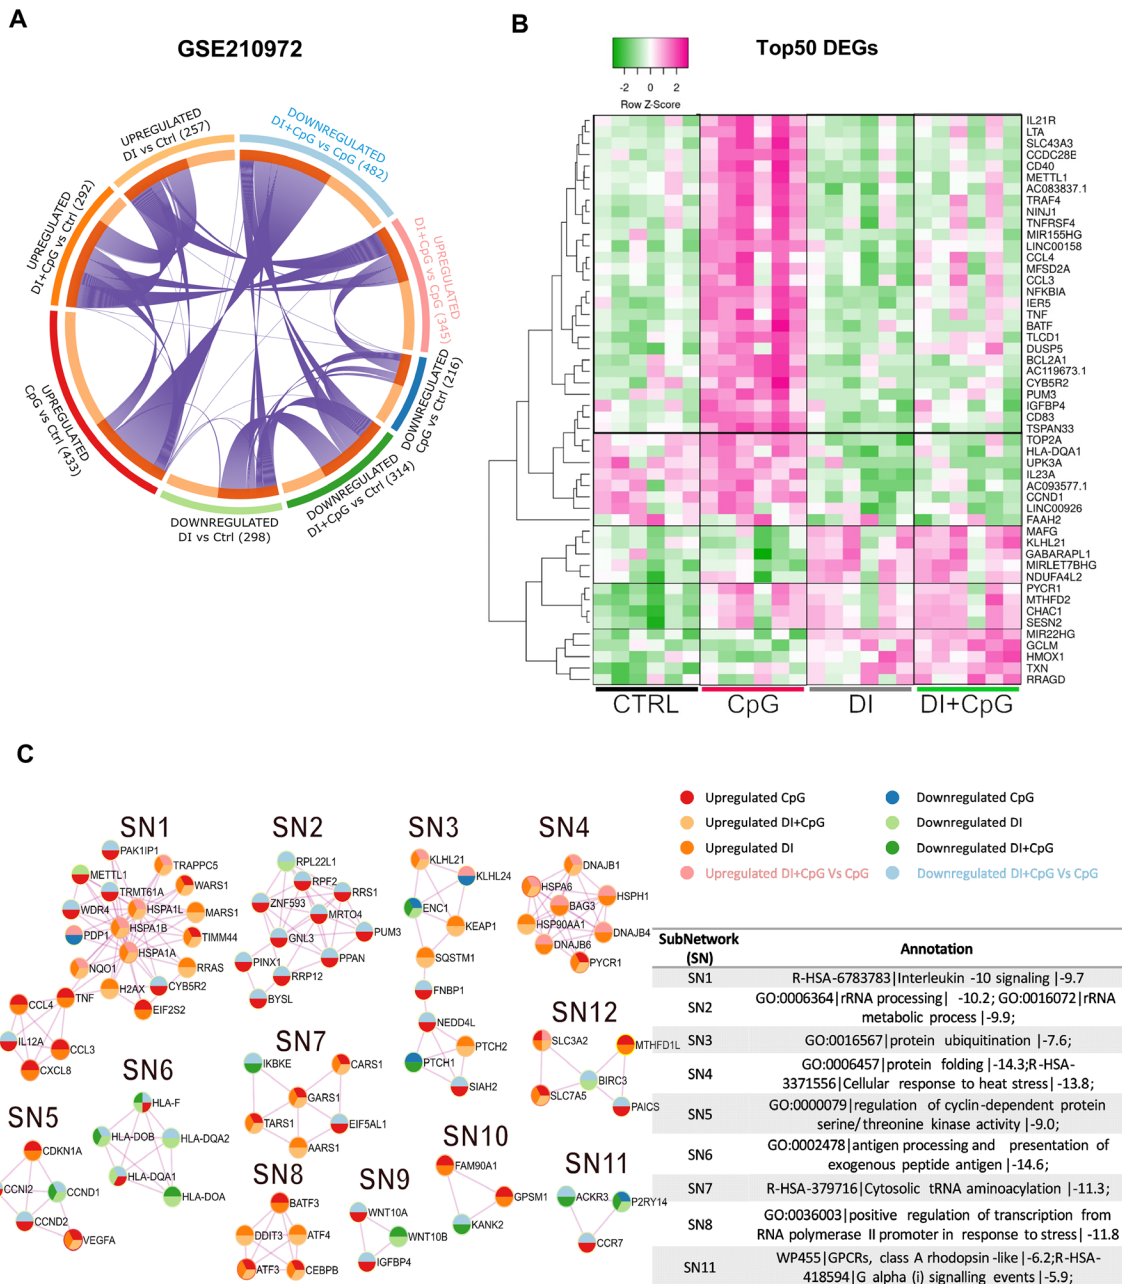 A
GSE210972
UPREGULATED
DI vs Ctrl (257)
DOWNREGULATED
DI+CpG vs CpG (482)
UPREGULATED
DI+CpG vs Ctrl (292)
UPREGULATED
DI+CpG vs CpG (345)
UPREGULATED
CpG vs Ctrl (433)
DOWNREGULATED
CpG vs Ctrl (216)
DOWNREGULATED
DI+CpG vs Ctrl (314)
DOWNREGULATED
DI vs Ctrl (298)
B
Top50 DEGs
-2 0 2
Row Z-Score
IL21R
LTA
SLC43A3
CCDC28E
CD40
METTL1
AC083837.1
TRAF4
NINJ1
TNFRSF4
MIR155HG
LINC00158
CCL4
MFSD2A
CCL3
NFKBIA
IER5
TNF
BATF
TLCD1
DUSP5
BCL2A1
AC119673.1
CYB5R2
PUM3
IGFBP4
CD83
TSPAN33
TOP2A
HLA-DQA1
UPK3A
IL23A
AC093577.1
CCND1
LINC00926
FAAH2
MAFG
KLHL21
GABARAPL1
MIRLET7BHG
NDUFA4L2
PYCR1
MTHFD2
CHAC1
SESN2
MIR22HG
GCLM
HMOX1
TXN
RRAGD
CTRL CpG DI DI+CpG
C
Upregulated CpG
Upregulated DI+CpG
Upregulated DI
Upregulated DI+CpG Vs CpG
Downregulated CpG
Downregulated DI
Downregulated DI+CpG
Downregulated DI+CpG Vs CpG
SN1
PAK1IP1
TRAPPC5
METTL1
WARS1
TRMT61A
WDR4
HSPA1L
MARS1
HSPA1B
PDP1
TIMM44
HSPA1A
NQO1
RRAS
H2AX
CYB5R2
TNF
CCL4
EIF2S2
IL12A
CCL3
CXCL8
SN2
RPL22L1
RPF2
RRS1
ZNF593
MRTO4
GNL3
PUM3
PINX1
PPAN
RRP12
BYSL
SN3
KLHL21
KLHL24
ENC1
KEAP1
SQSTM1
FNBP1
NEDD4L
PTCH2
PTCH1
SIAH2
SN4
DNAJB1
HSPA6
HSPH1
BAG3
HSP90AA1
DNAJB4
DNAJB6
PYCR1
SN5
CDKN1A
CCNI2
CCND1
CCND2
VEGFA
SN6
HLA-F
HLA-DOB
HLA-DQA2
HLA-DQA1
HLA-DOA
SN7
IKBKE
CARS1
GARS1
TARS1
EIF5AL1
AARS1
SN8
BATF3
DDIT3
ATF4
ATF3
CEBPB
SN9
WNT10A
WNT10B
IGFBP4
SN10
FAM90A1
GPSM1
KANK2
SN11
ACKR3
P2RY14
CCR7
SN12
SLC3A2
MTHFD1L
BIRC3
SLC7A5
PAICS
SubNetwork
(SN)
Annotation
SN1
R-HSA-6783783|Interleukin -10 signaling |-9.7
SN2
GO:0006364|rRNA processing| -10.2; GO:0016072|rRNA
metabolic process |-9.9;
SN3
GO:0016567|protein ubiquitination |-7.6;
SN4
GO:0006457|protein folding |-14.3;R-HSA-
3371556|Cellular response to heat stress|-13.8;
SN5
GO:0000079|regulation of cyclin-dependent protein
serine/threonine kinase activity |-9.0;
SN6
GO:0002478|antigen processing and presentation of
exogenous peptide antigen |-14.6;
SN7
R-HSA-379716|Cytosolic tRNA aminoacylation |-11.3;
SN8
GO:0036003|positive regulation of transcription from
RNA polymerase II promoter in response to stress| -11.8
SN11
WP455|GPCRs, class A rhodopsin-like|-6.2;R-HSA-
418594|G alpha (i) signalling events |-5.9;